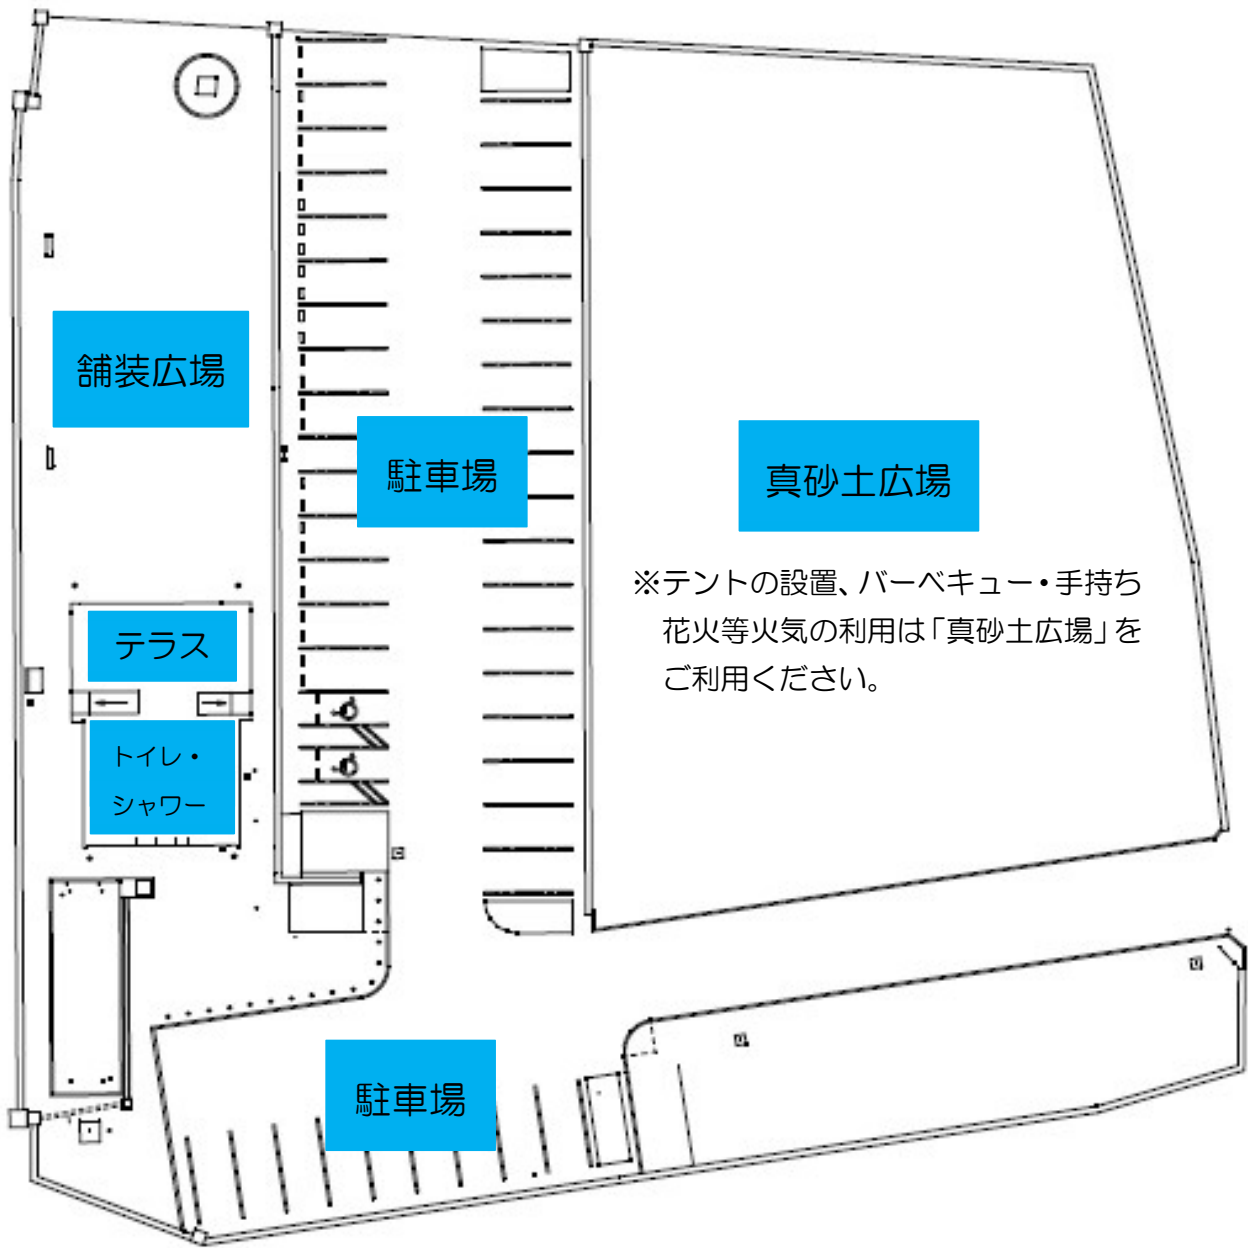 舗装広場
駐車場
真砂土広場
※テントの設置、バーベキュー・手持ち
花火等火気の利用は「真砂土広場」を
ご利用ください。
テラス
トイレ・
シャワー
駐車場